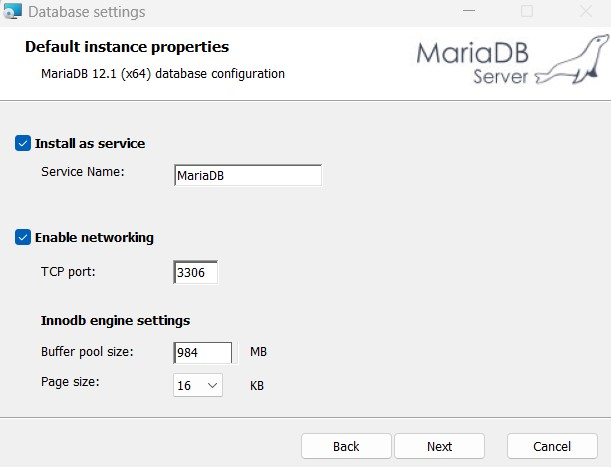 Database settings
Default instance properties
MariaDB 12.1 (x64) database configuration
MariaDB
Server
Install as service
Service Name: MariaDB
Enable networking
TCP port: 3306
Innodb engine settings
Buffer pool size: 984 MB
Page size: 16 KB
Back Next Cancel